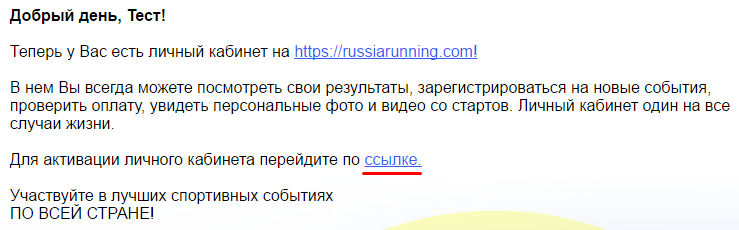 Добрый день, Тест!
Теперь у Вас есть личный кабинет на https://russiarunning.com!
В нем Вы всегда можете посмотреть свои результаты, зарегистрироваться на новые события,
проверить оплату, увидеть персональные фото и видео со стартов. Личный кабинет один на все
случаи жизни.
Для активации личного кабинета перейдите по ссылке.
Участвуйте в лучших спортивных событиях
ПО ВСЕЙ СТРАНЕ!